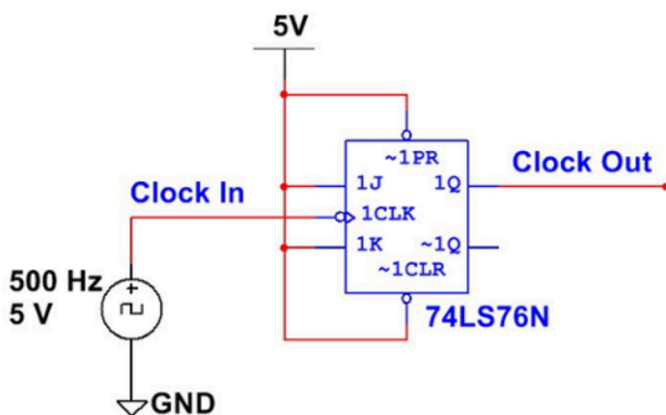 5V
~1PR
Clock Out
1J
1Q
Clock In
1CLK
1K
~1Q
~1CLR
500 Hz
5 V
74LS76N
GND